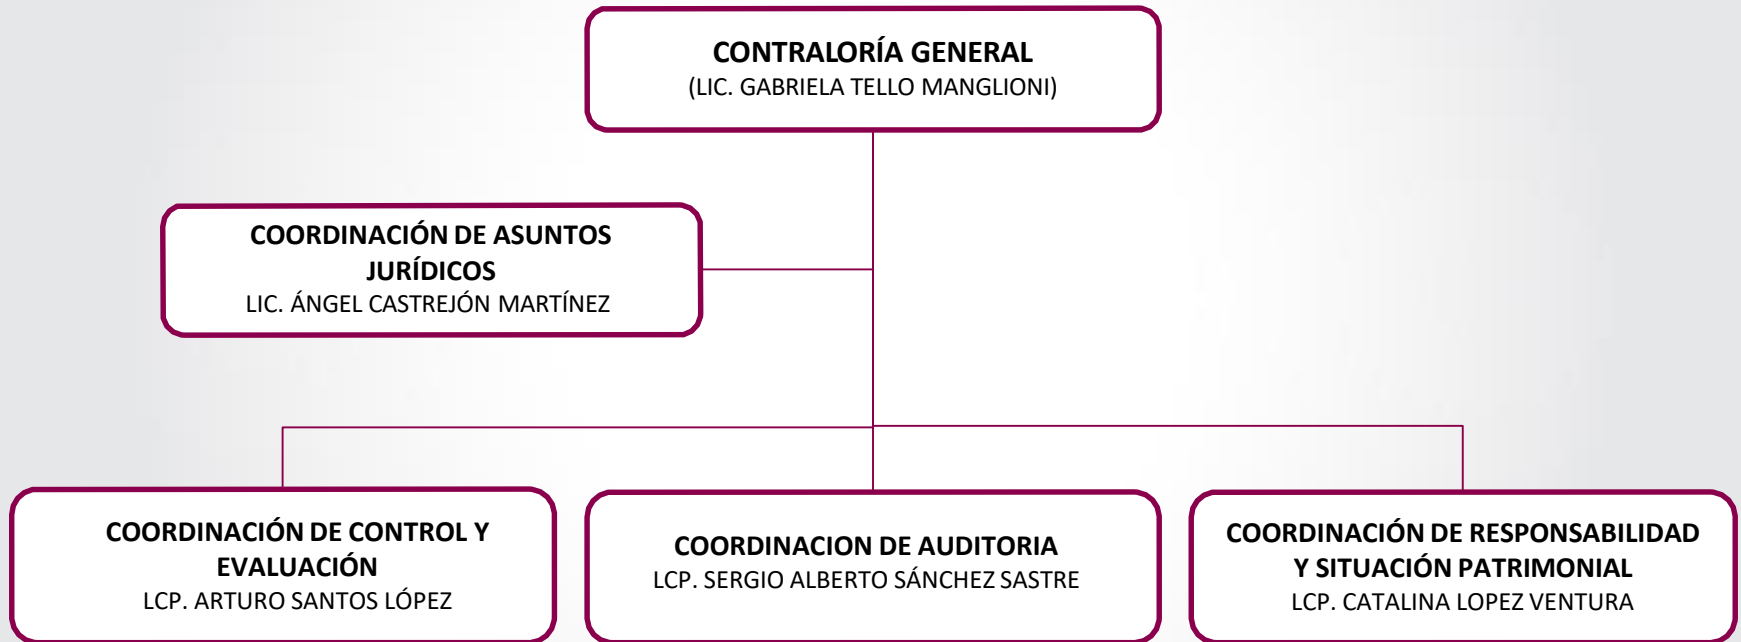 CONTRALORÍA GENERAL
(LIC. GABRIELA TELLO MANGLIONI)
COORDINACIÓN DE ASUNTOS
JURÍDICOS
LIC. ÁNGEL CASTREJÓN MARTÍNEZ
COORDINACIÓN DE CONTROL Y
EVALUACIÓN
LCP. ARTURO SANTOS LÓPEZ
COORDINACION DE AUDITORIA
LCP. SERGIO ALBERTO SÁNCHEZ SASTRE
COORDINACIÓN DE RESPONSABILIDAD
Y SITUACIÓN PATRIMONIAL
LCP. CATALINA LOPEZ VENTURA